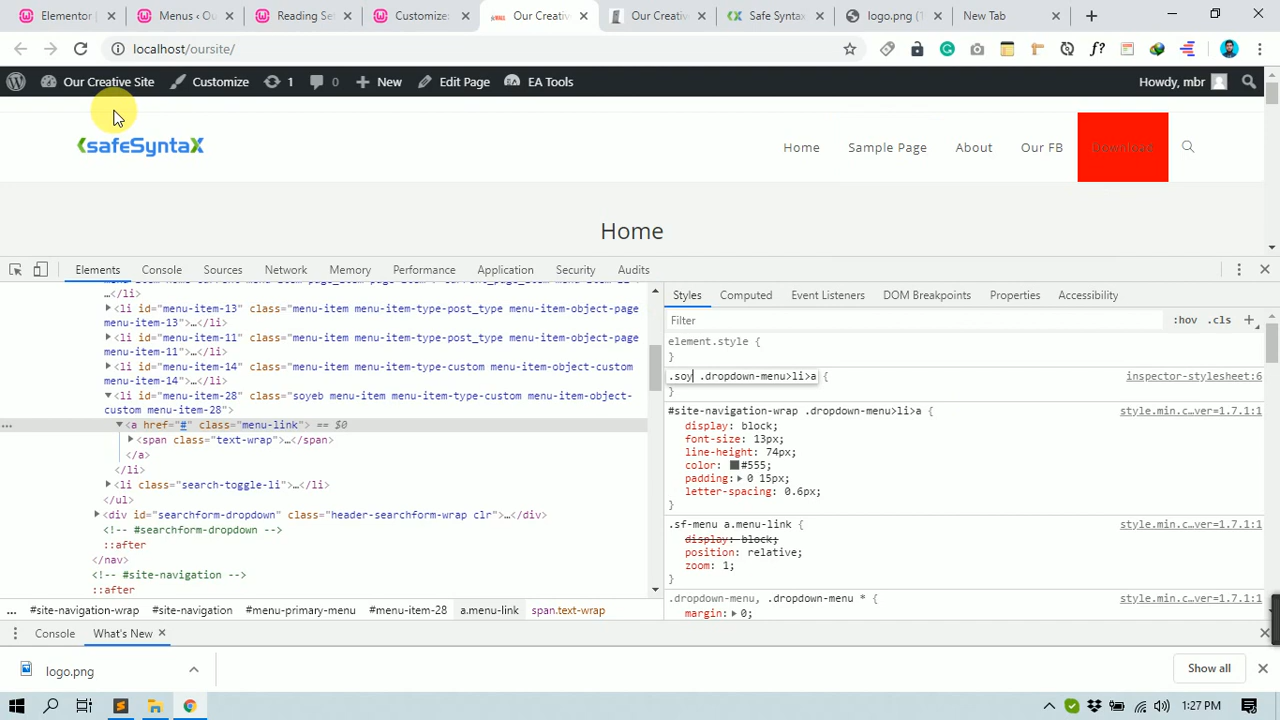 Elementor
Menus ‹ Ou
Reading Se
Customize:
Our Creativ
Our Creativ
Safe Syntax
logo.png (1
New Tab
localhost/oursite/
Our Creative Site
Customize
1
0
New
Edit Page
EA Tools
Howdy, mbr
safeSyntaX
Home
Sample Page
About
Our FB
Download
Home
Elements
Console
Sources
Network
Memory
Performance
Application
Security
Audits
…</li>
<li id="menu-item-13" class="menu-item menu-item-type-post_type menu-item-object-page
menu-item-13">…</li>
<li id="menu-item-11" class="menu-item menu-item-type-post_type menu-item-object-page
menu-item-11">…</li>
<li id="menu-item-14" class="menu-item menu-item-type-custom menu-item-object-custom
menu-item-14">…</li>
<li id="menu-item-28" class="soyeb menu-item menu-item-type-custom menu-item-object-
custom menu-item-28">
<a href="#" class="menu-link"> == $0
<span class="text-wrap">…</span>
</a>
</li>
<li class="search-toggle-li">…</li>
</ul>
<div id="searchform-dropdown" class="header-searchform-wrap clr">…</div>
<!-- #searchform-dropdown -->
::after
</nav>
<!-- #site-navigation -->
::after
... #site-navigation-wrap #site-navigation #menu-primary-menu #menu-item-28 a.menu-link span.text-wrap
Styles
Computed
Event Listeners
DOM Breakpoints
Properties
Accessibility
Filter
:hov .cls +
element.style {
}
.soy .dropdown-menu>li>a {
inspector-stylesheet:6
}
#site-navigation-wrap .dropdown-menu>li>a {
style.min.c…ver=1.7.1:1
display: block;
font-size: 13px;
line-height: 74px;
color: #555;
padding: 0 15px;
letter-spacing: 0.6px;
}
.sf-menu a.menu-link {
style.min.c…ver=1.7.1:1
display: block;
position: relative;
zoom: 1;
}
.dropdown-menu, .dropdown-menu * {
style.min.c…ver=1.7.1:1
margin: 0;
Console
What's New
logo.png
Show all
1:27 PM